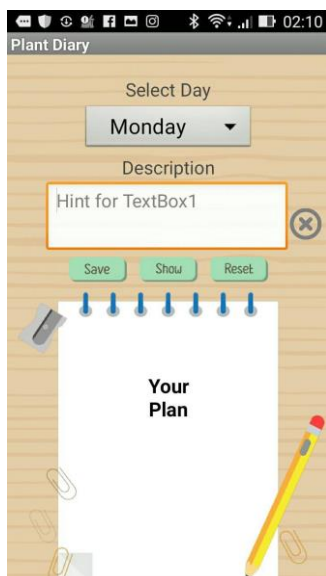 02:10
Plant Diary
Select Day
Monday
Description
Hint for TextBox1
Save Show Reset
Your
Plan